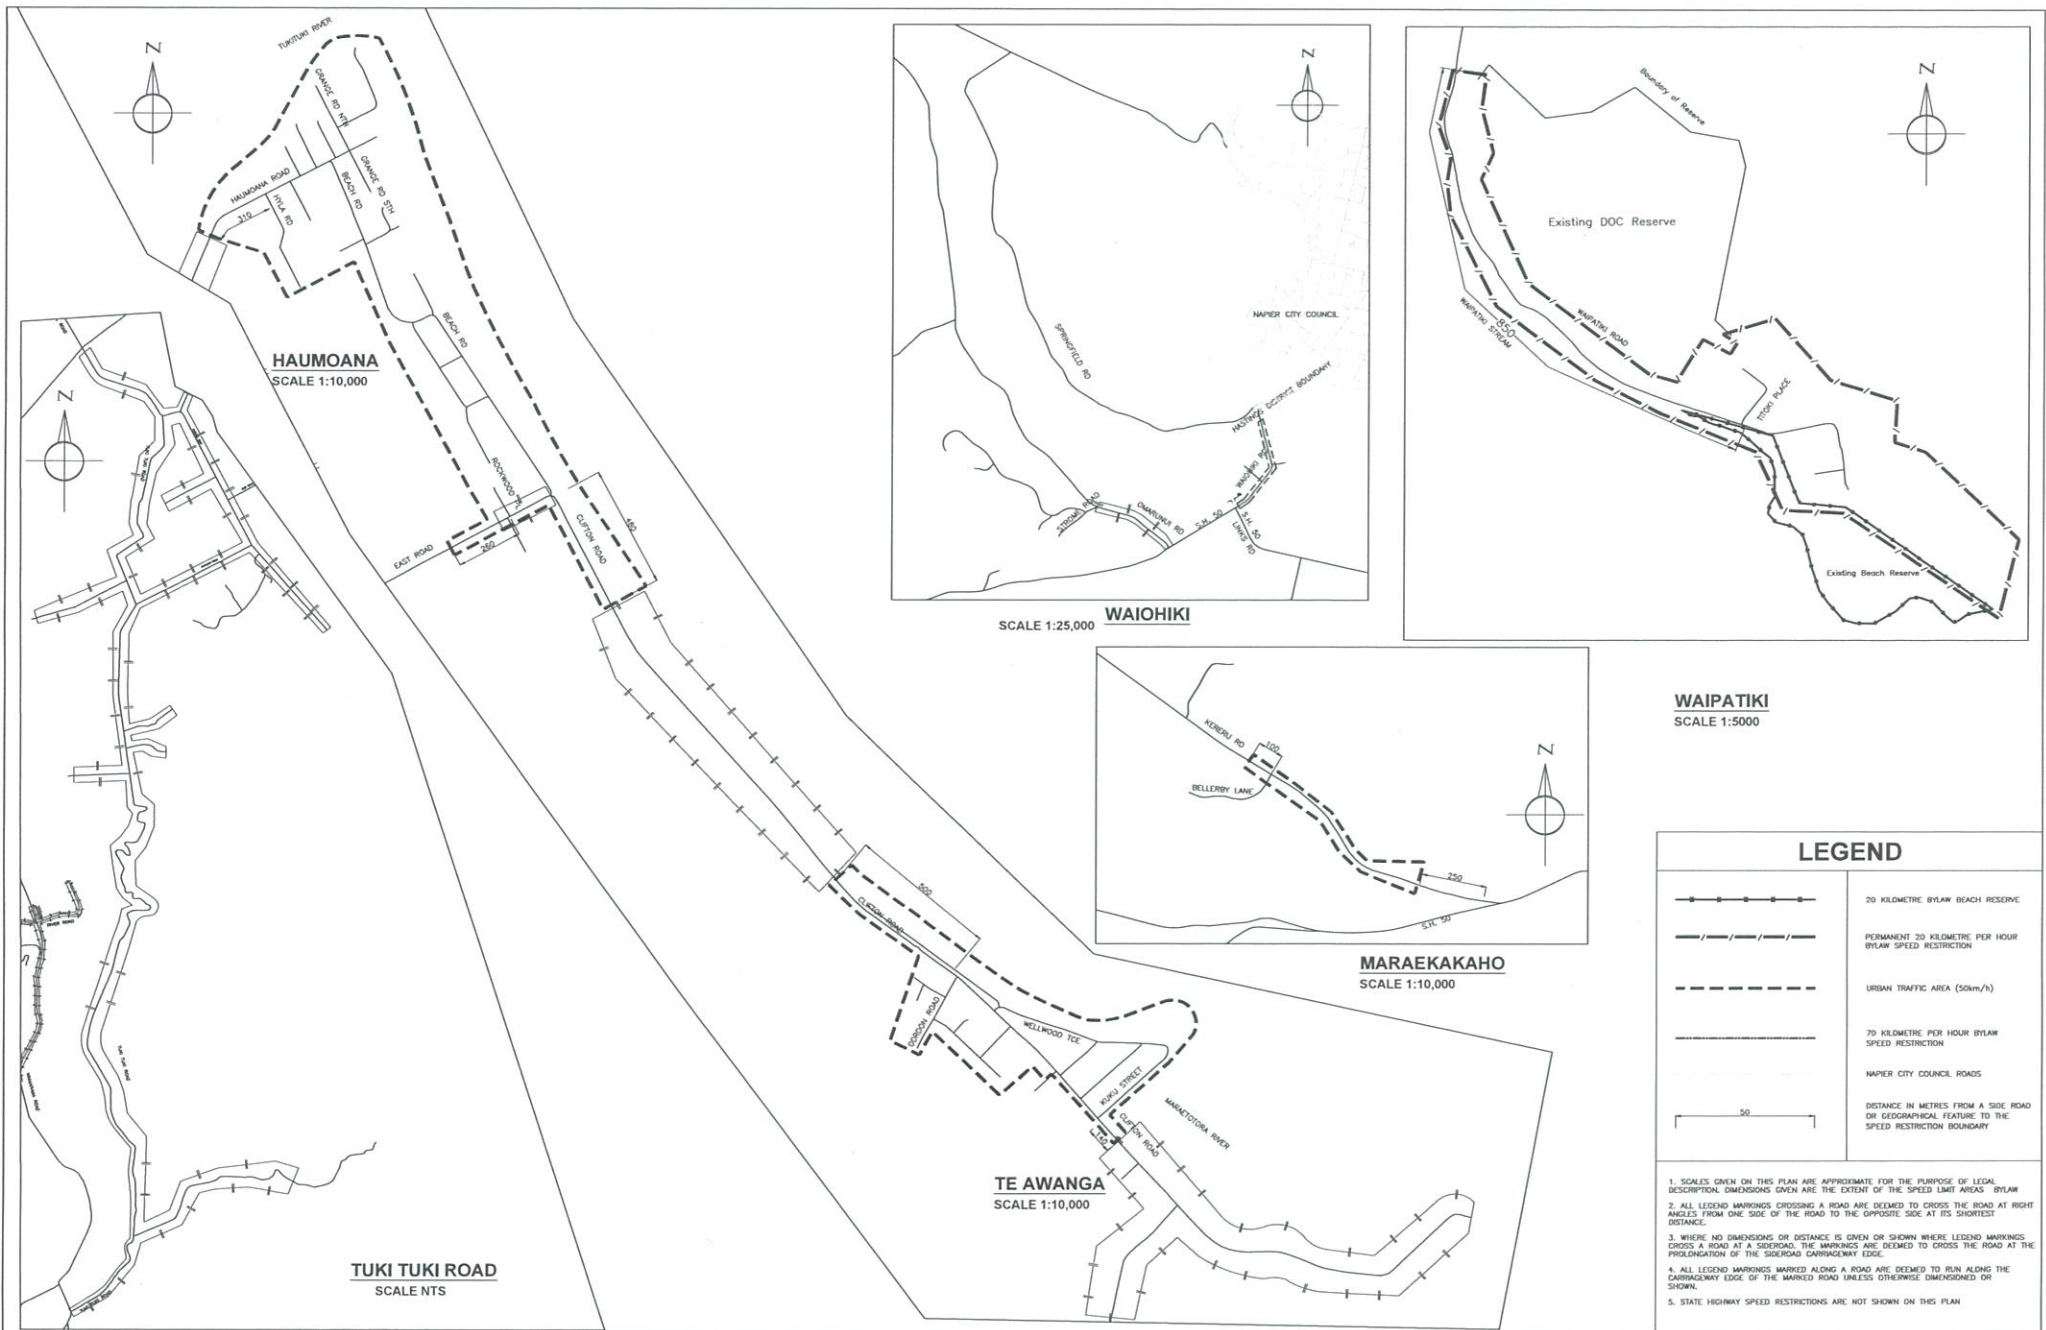 N
TUKITUKI RIVER
GRANGE RD NTH
GRANGE RD STH
HAUMOANA ROAD
310
HYLA RD
BEACH RD
BEACH RD
HAUMOANA
SCALE 1:10,000
ROCKWOOD
EAST ROAD
260
CLIFTON ROAD
480
N
ROAD
RIVER ROAD
TUKI TUKI ROAD
TUKI TUKI ROAD
SCALE NTS
N
SPRINGFIELD RD
NAPIER CITY COUNCIL
HASTINGS DISTRICT BOUNDARY
WAIOHIKI RD
OMARUNUI RD
S.H. 50
S.H. 50
LINKS RD
WAIOHIKI
SCALE 1:25,000
N
Boundary of Reserve
Existing DOC Reserve
WAIPATIKI STREAM
850
WAIPATIKI ROAD
TITOKI PLACE
Existing Beach Reserve
WAIPATIKI
SCALE 1:5000
N
KERERU RD
100
BELLERBY LANE
250
S.H. 50
MARAEKAKAHO
SCALE 1:10,000
500
CLIFTON ROAD
GORDON ROAD
WELLWOOD TCE
KUKU STREET
MARAETOTORA RIVER
CLIFTON ROAD
140
TE AWANGA
SCALE 1:10,000
LEGEND
20 KILOMETRE BYLAW BEACH RESERVE
PERMANENT 20 KILOMETRE PER HOUR
BYLAW SPEED RESTRICTION
URBAN TRAFFIC AREA (50km/h)
70 KILOMETRE PER HOUR BYLAW
SPEED RESTRICTION
NAPIER CITY COUNCIL ROADS
50
DISTANCE IN METRES FROM A SIDE ROAD
OR GEOGRAPHICAL FEATURE TO THE
SPEED RESTRICTION BOUNDARY
1. SCALES GIVEN ON THIS PLAN ARE APPROXIMATE FOR THE PURPOSE OF LEGAL
DESCRIPTION. DIMENSIONS GIVEN ARE THE EXTENT OF THE SPEED LIMIT AREAS BYLAW
2. ALL LEGEND MARKINGS CROSSING A ROAD ARE DEEMED TO CROSS THE ROAD AT RIGHT
ANGLES FROM ONE SIDE OF THE ROAD TO THE OPPOSITE SIDE AT ITS SHORTEST
DISTANCE.
3. WHERE NO DIMENSIONS OR DISTANCE IS GIVEN OR SHOWN WHERE LEGEND MARKINGS
CROSS A ROAD AT A SIDEROAD. THE MARKINGS ARE DEEMED TO CROSS THE ROAD AT THE
PROLONGATION OF THE SIDEROAD CARRIAGEWAY EDGE.
4. ALL LEGEND MARKINGS MARKED ALONG A ROAD ARE DEEMED TO RUN ALONG THE
CARRIAGEWAY EDGE OF THE MARKED ROAD UNLESS OTHERWISE DIMENSIONED OR
SHOWN.
5. STATE HIGHWAY SPEED RESTRICTIONS ARE NOT SHOWN ON THIS PLAN